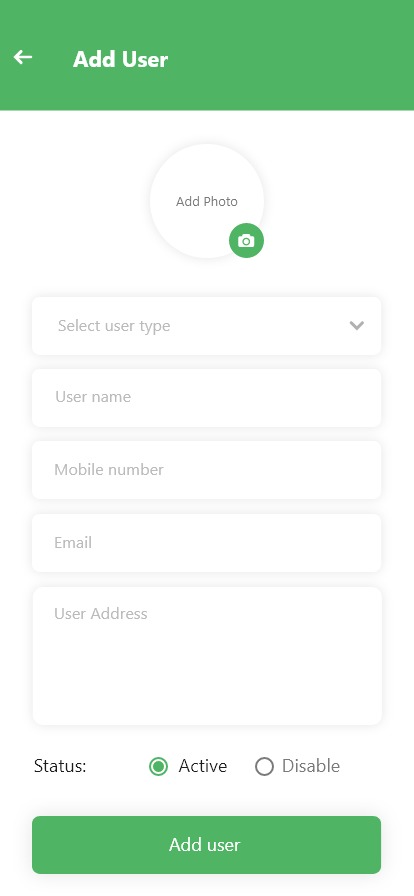 Add User
Add Photo
Select user type
User name
Mobile number
Email
User Address
Status: Active Disable
Add user